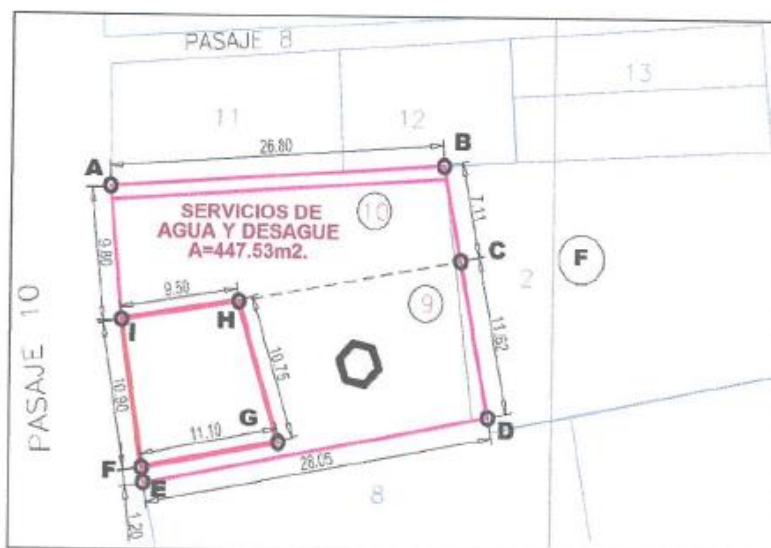 PASAJE 8
13
11
12
26.80
A
B
7.11
SERVICIOS DE
AGUA Y DESAGUE
A=447.53m2.
10
9.80
C
F
2
9.50
9
PASAJE 10
I
H
11.62
10.75
10.90
G
11.10
D
F
E
28.05
8
1.20